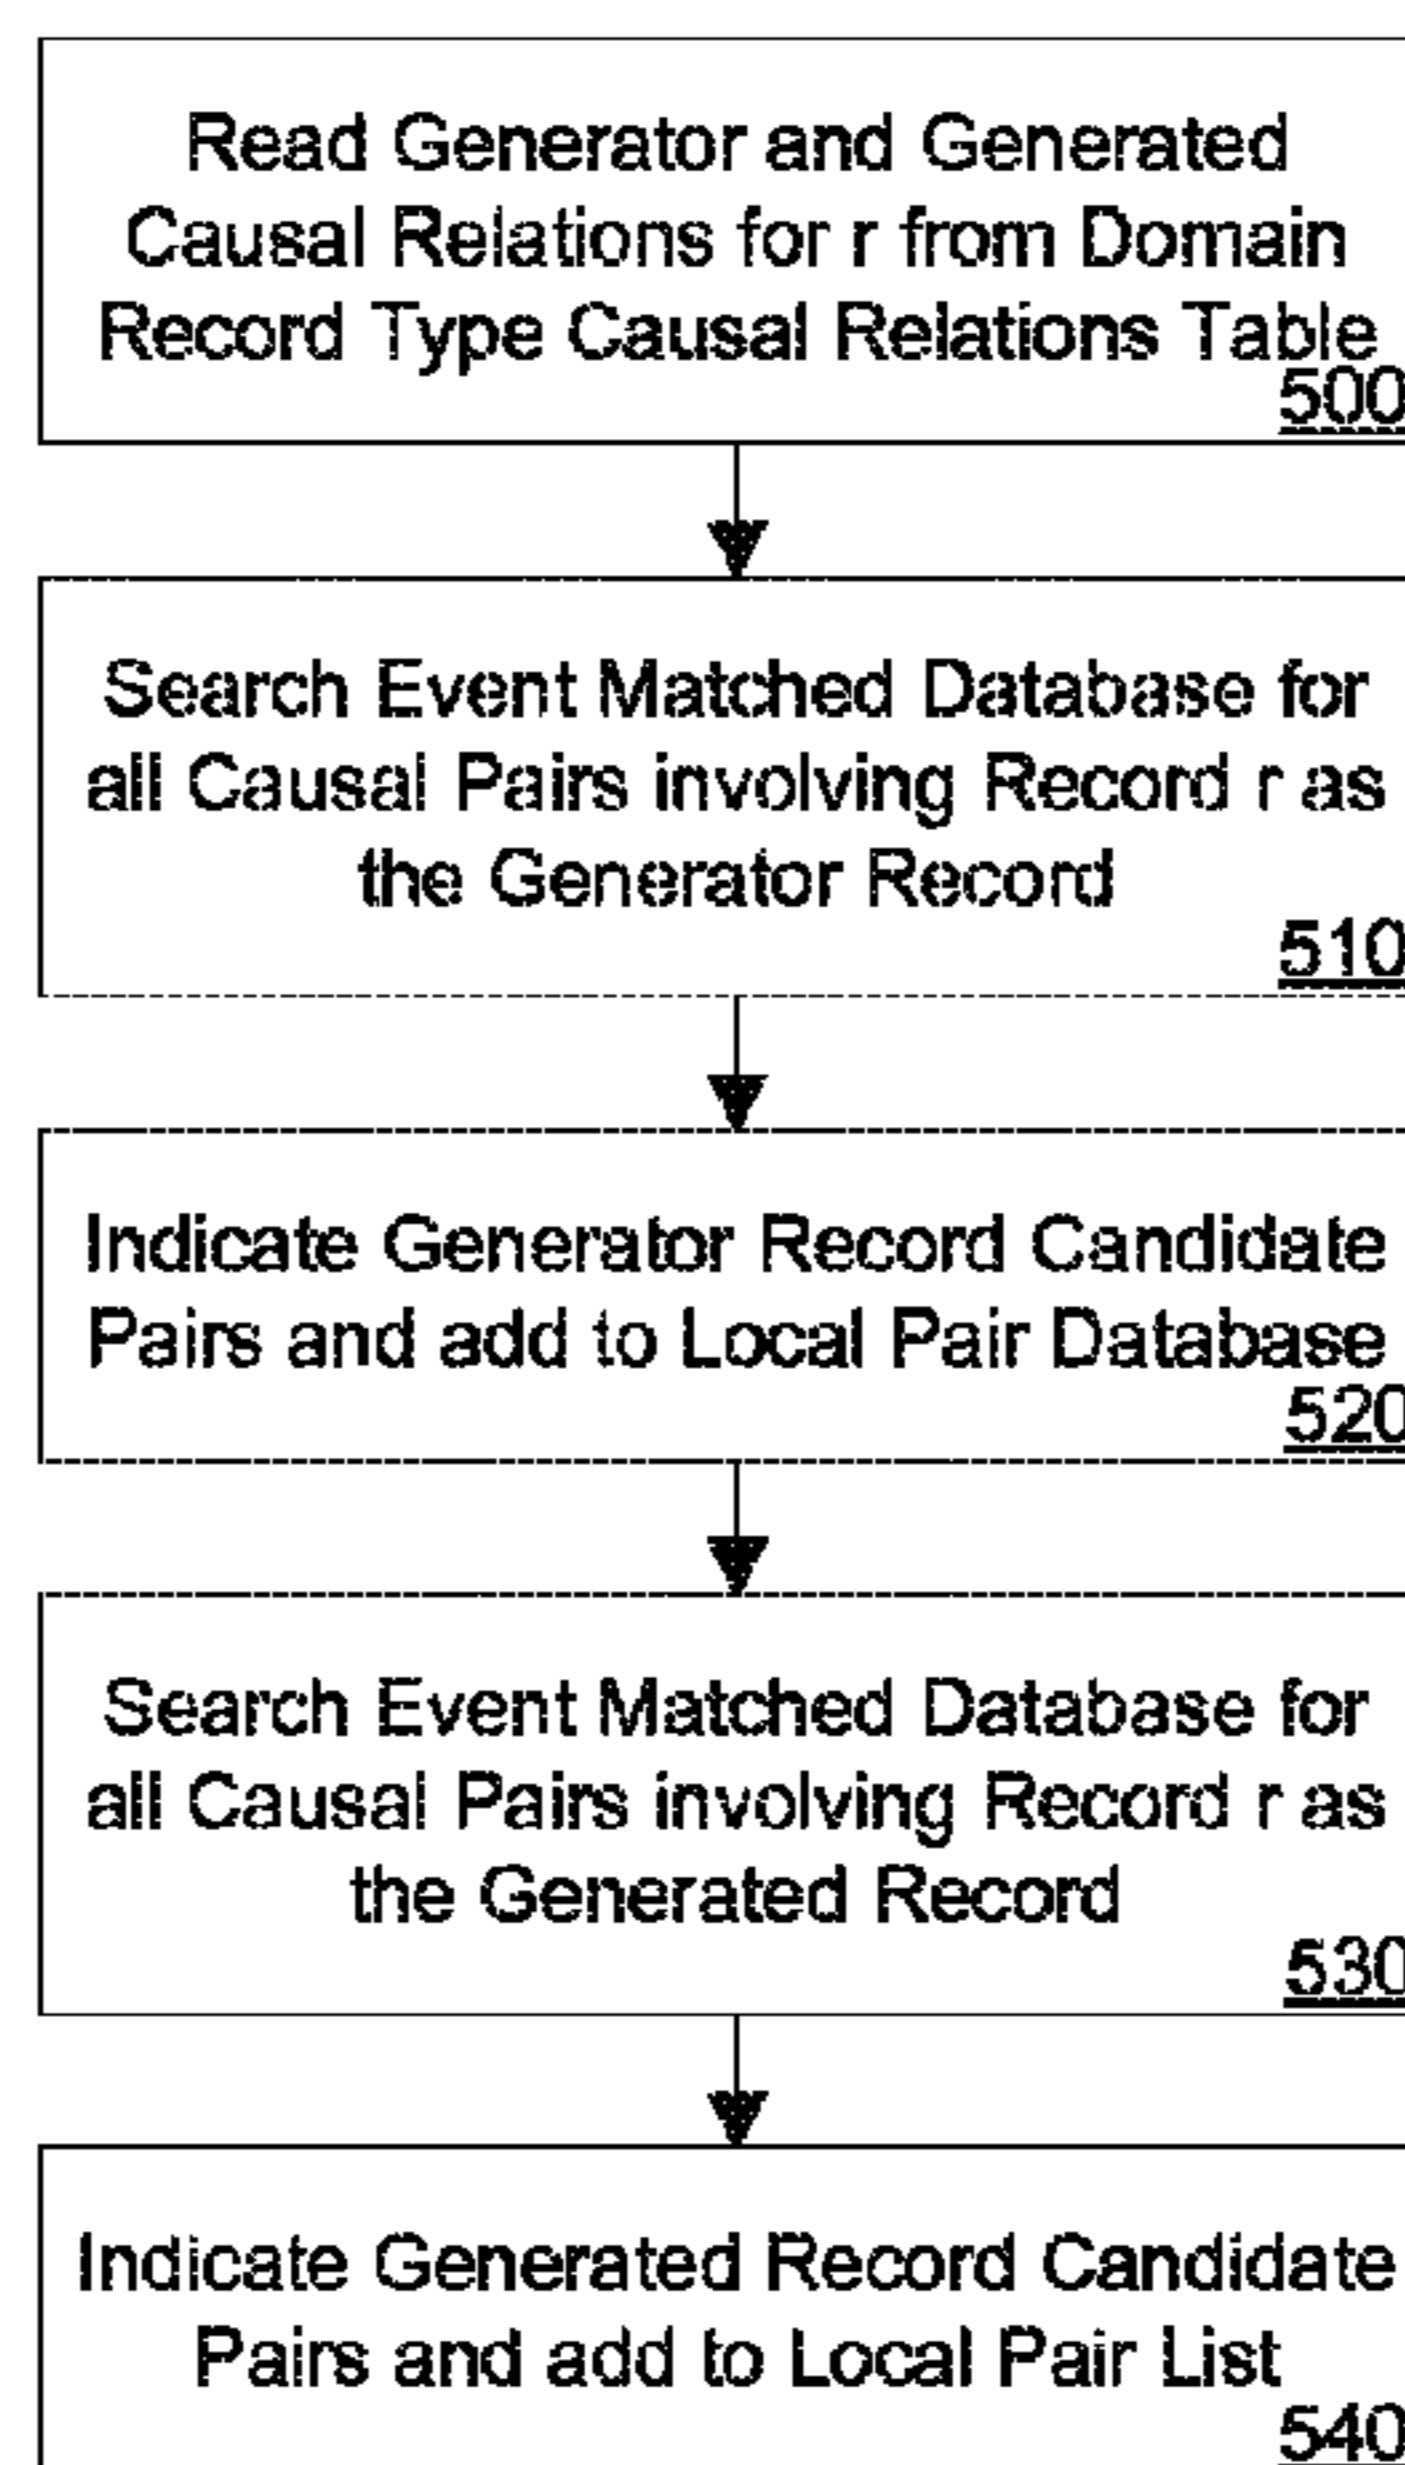 Read Generator and Generated
Causal Relations for r from Domain
Record Type Causal Relations Table
500
Search Event Matched Database for
all Causal Pairs involving Record r as
the Generator Record
510
Indicate Generator Record Candidate
Pairs and add to Local Pair Database
520
Search Event Matched Database for
all Causal Pairs involving Record r as
the Generated Record
530
Indicate Generated Record Candidate
Pairs and add to Local Pair List
540